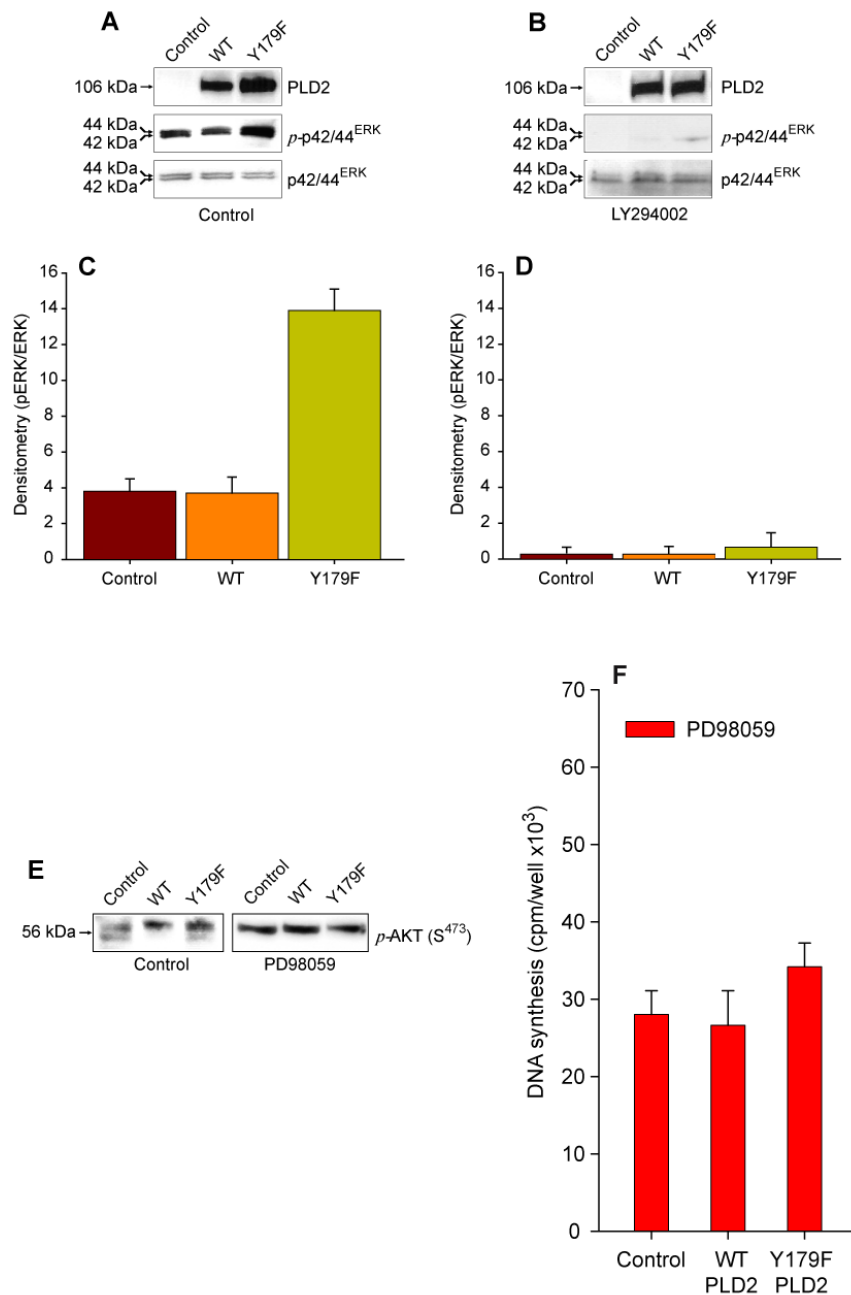 A
Control
WT
Y179F
106 kDa
PLD2
44 kDa
42 kDa
p-p42/44ERK
44 kDa
42 kDa
p42/44ERK
Control
B
Control
WT
Y179F
106 kDa
PLD2
44 kDa
42 kDa
p-p42/44ERK
44 kDa
42 kDa
p42/44ERK
LY294002
C
Densitometry (pERK/ERK)
16
14
12
10
8
6
4
2
0
Control
WT
Y179F
D
Densitometry (pERK/ERK)
16
14
12
10
8
6
4
2
0
Control
WT
Y179F
E
Control
WT
Y179F
Control
WT
Y179F
56 kDa
p-AKT (S473)
Control
PD98059
F
PD98059
DNA synthesis (cpm/well x10³)
70
60
50
40
30
20
10
0
Control
WT
PLD2
Y179F
PLD2